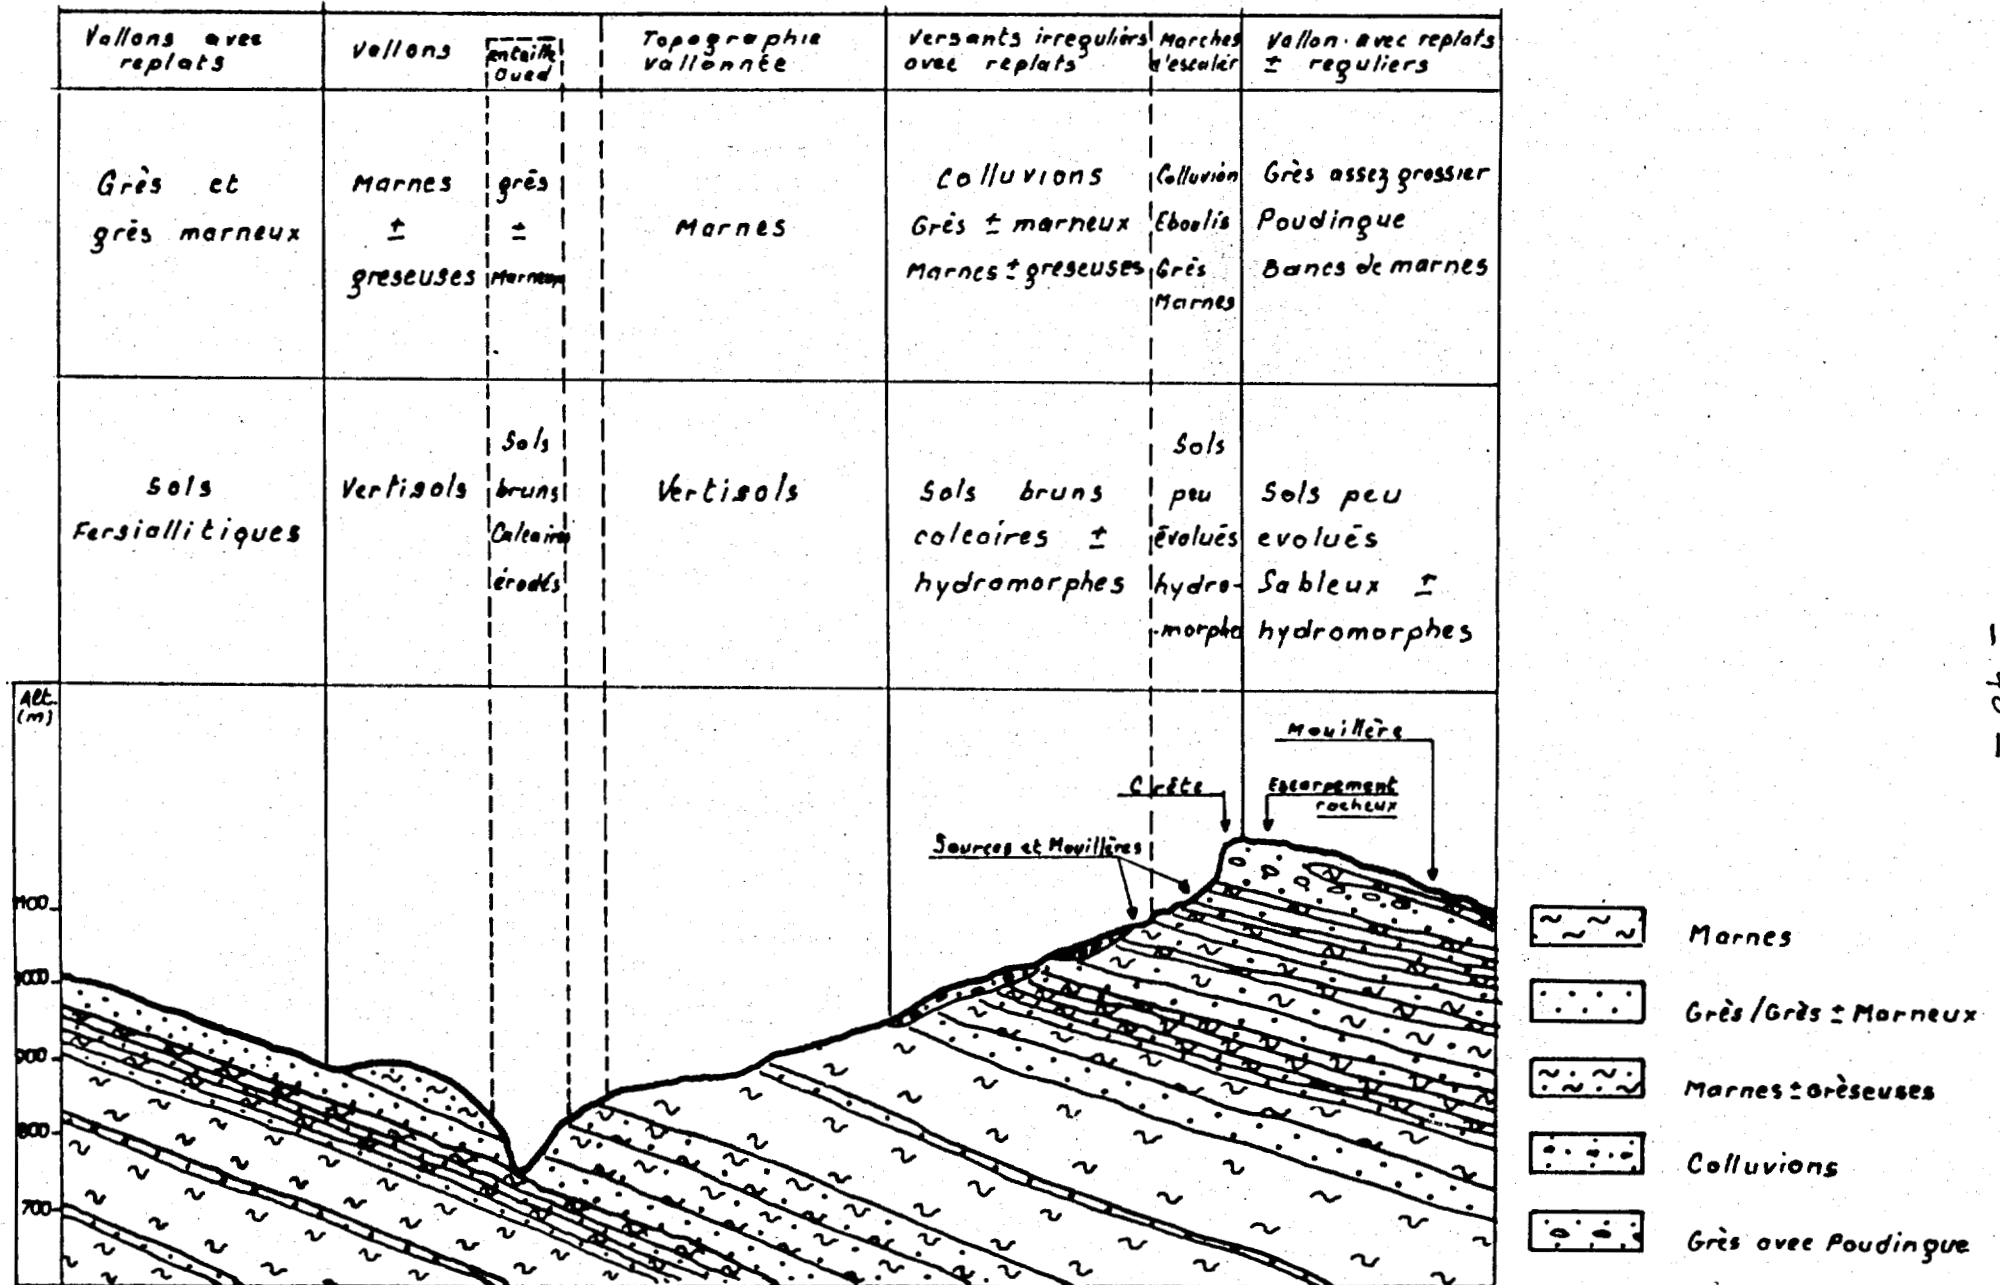 Vallons avec
replats
Vallons
entaille
oued
Topographie
vallonnée
Versants irreguliers
avec replats
Marches
d'escalier
Vallon avec replats
± reguliers
Grès et
grès marneux
Marnes
±
greseuses
grès
±
Marneux
Marnes
Colluvions
Grès ± marneux
Marnes ± greseuses
Colluvion
Eboulis
Grès
Marnes
Grès assez grossier
Poudingue
Bancs de marnes
Sols
Fersiallitiques
Vertisols
Sols
bruns
Calcaires
érodés
Vertisols
Sols bruns
calcaires ±
hydromorphes
Sols
peu
évolués
hydro-
-morphe
Sols peu
evolués
Sableux ±
hydromorphes
Alt.
(m)
Mouillère
Crête
Escarpement
rocheux
Sources et Mouillères
1100
1000
900
800
700
Marnes
Grès/Grès ± Marneux
Marnes ± Grèseuses
Colluvions
Grès avec Poudingue